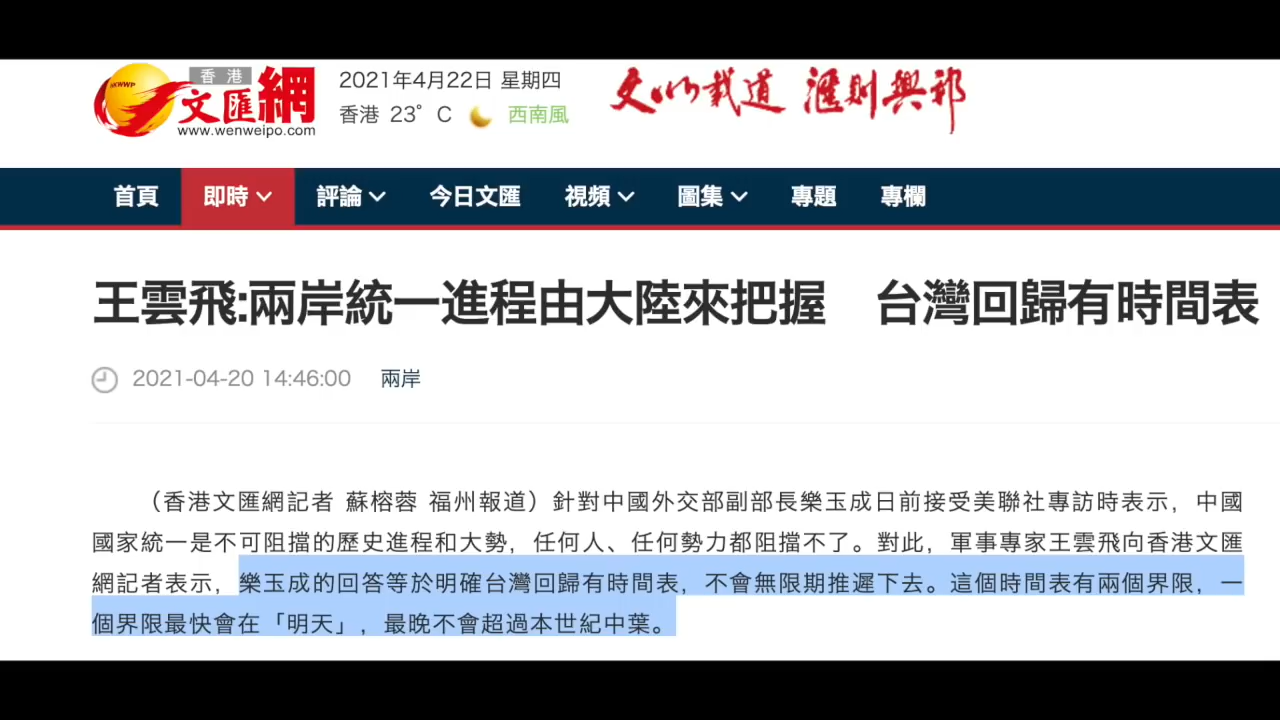 HKWWP
香港
文匯網
www.wenweipo.com
2021年4月22日 星期四
香港 23°C 西南風
文以載道 滙則興邦
首頁 即時 評論 今日文匯 視頻 圖集 專題 專欄
王雲飛:兩岸統一進程由大陸來把握 台灣回歸有時間表
2021-04-20 14:46:00 兩岸
（香港文匯網記者 蘇榕蓉 福州報道）針對中國外交部副部長樂玉成日前接受美聯社專訪時表示，中國
國家統一是不可阻擋的歷史進程和大勢，任何人、任何勢力都阻擋不了。對此，軍事專家王雲飛向香港文匯
網記者表示，樂玉成的回答等於明確台灣回歸有時間表，不會無限期推遲下去。這個時間表有兩個界限，一
個界限最快會在「明天」，最晚不會超過本世紀中葉。